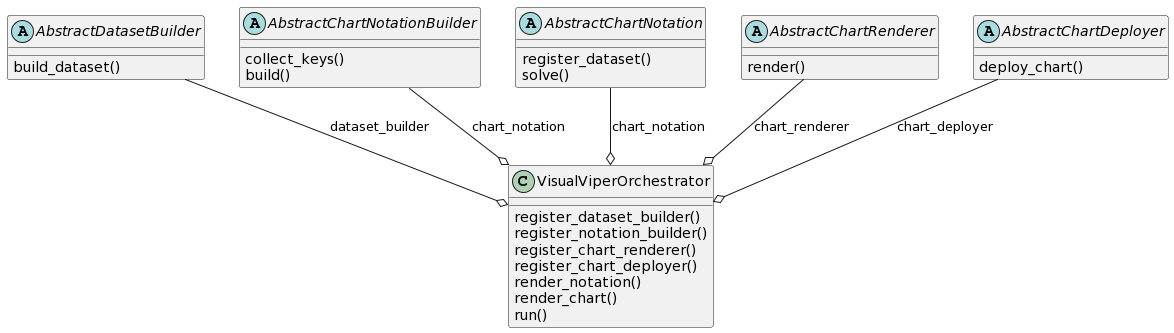 A AbstractDatasetBuilder
build_dataset()
A AbstractChartNotationBuilder
collect_keys()
build()
A AbstractChartNotation
register_dataset()
solve()
A AbstractChartRenderer
render()
A AbstractChartDeployer
deploy_chart()
dataset_builder
chart_notation
chart_notation
chart_renderer
chart_deployer
C VisualViperOrchestrator
register_dataset_builder()
register_notation_builder()
register_chart_renderer()
register_chart_deployer()
render_notation()
render_chart()
run()